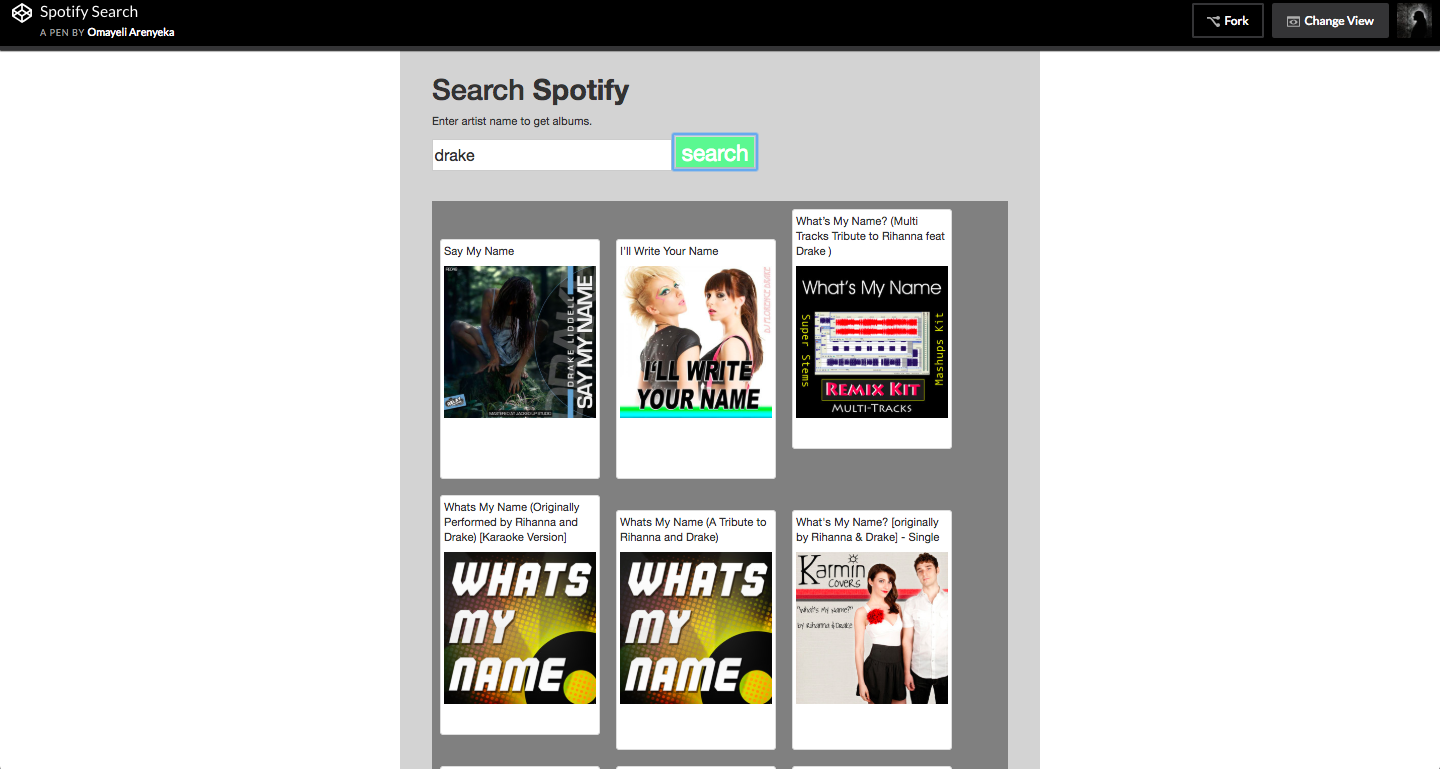 Spotify Search
A PEN BY Omayeli Arenyeka
Fork
Change View
Search Spotify
Enter artist name to get albums.
drake
search
Say My Name
DRAKE LIDDELL
SAY MY NAME
MASTERED AT JACKED UP STUDIO
I'll Write Your Name
I'LL WRITE
YOUR NAME
What's My Name? (Multi
Tracks Tribute to Rihanna feat
Drake )
What's My Name
Super Stems
Mashups Kit
REMIX KIT
MULTI-TRACKS
Whats My Name (Originally
Performed by Rihanna and
Drake) [Karaoke Version]
WHATS
MY
NAME
Whats My Name (A Tribute to
Rihanna and Drake)
WHATS
MY
NAME
What's My Name? [originally
by Rihanna & Drake] - Single
Karmin
COVERS
"What's My Name?"
by Rihanna & Drake